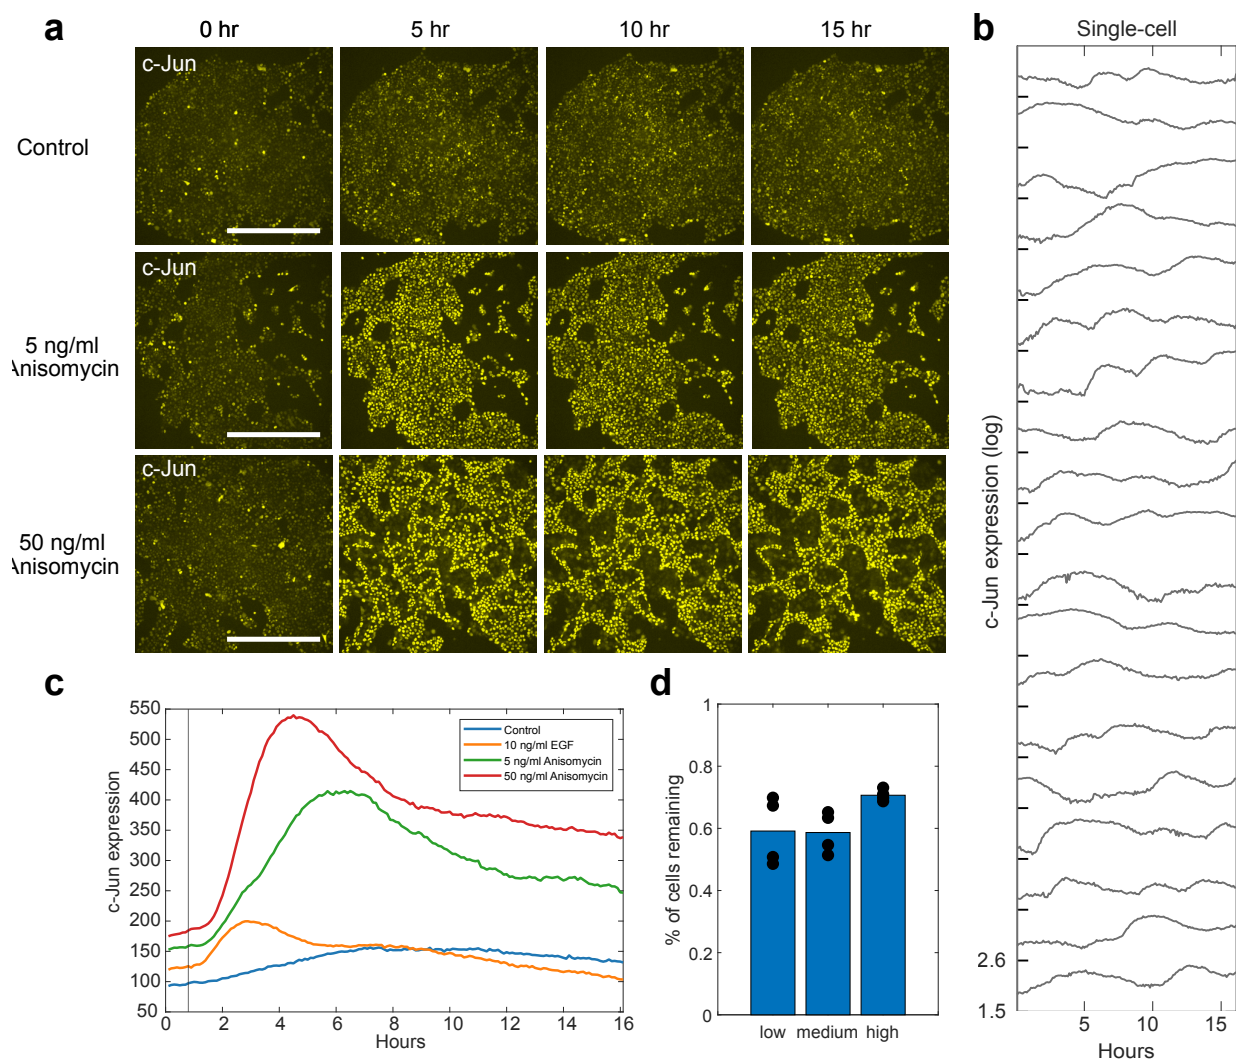 a
0 hr
5 hr
10 hr
15 hr
c-Jun
Control
c-Jun
5 ng/ml
Anisomycin
c-Jun
50 ng/ml
Anisomycin
b
Single-cell
c-Jun expression (log)
2.6
1.5
5
10
15
Hours
c
550
500
450
400
350
300
250
200
150
100
50
c-Jun expression
Control
10 ng/ml EGF
5 ng/ml Anisomycin
50 ng/ml Anisomycin
0
2
4
6
8
10
12
14
16
Hours
d
1
0.8
0.6
0.4
0.2
0
% of cells remaining
low
medium
high